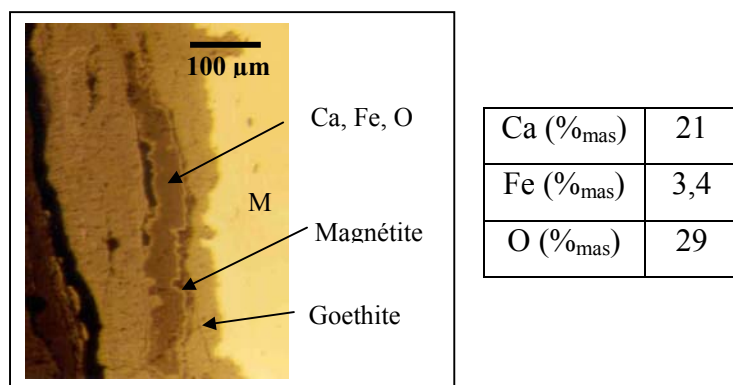 100 µm
Ca, Fe, O
M
Magnétite
Goethite
Ca (%mas) 21
Fe (%mas) 3,4
O (%mas) 29